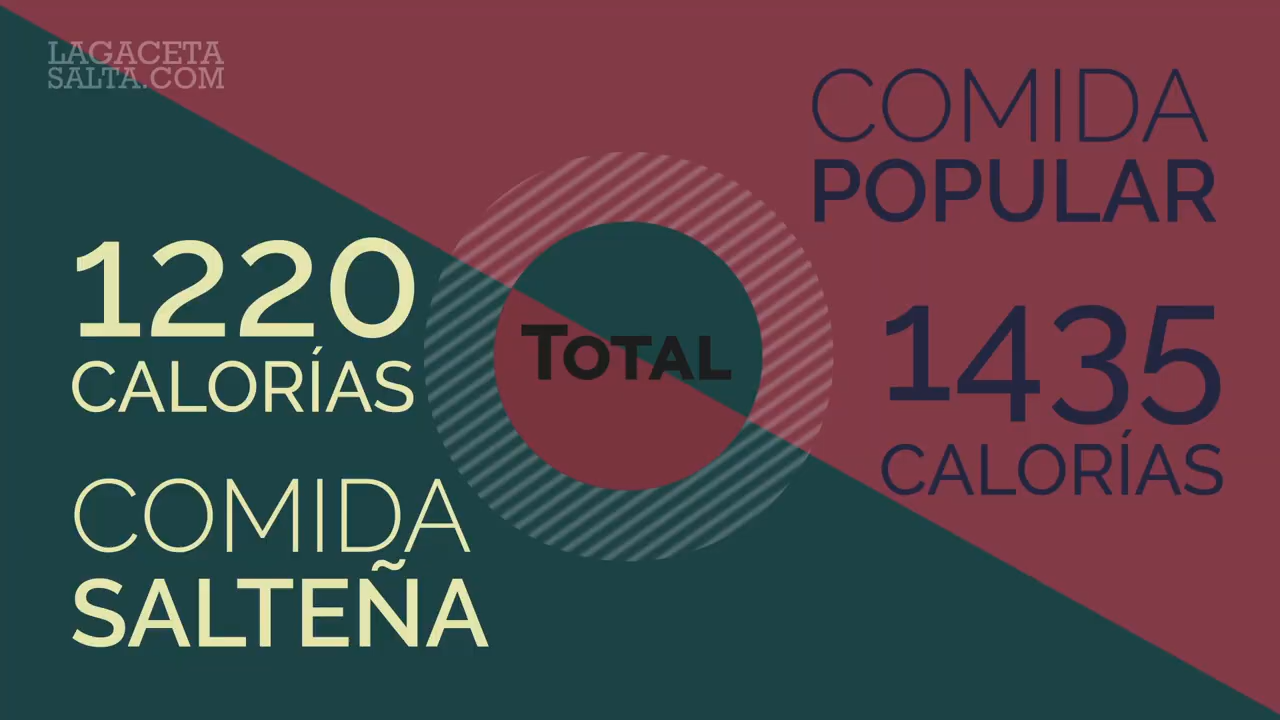 LAGACETA
SALTA.COM
COMIDA
POPULAR
1220
CALORÍAS
TOTAL
1435
CALORÍAS
COMIDA
SALTEÑA